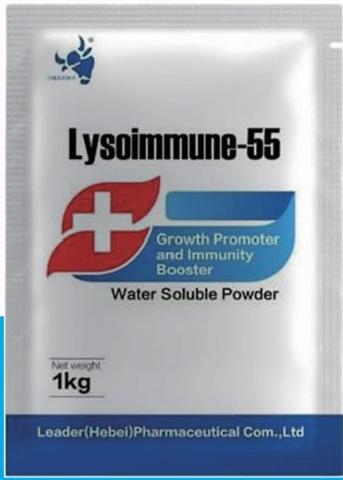 Lysoimmune-55
Growth Promoter
and Immunity
Booster
Water Soluble Powder
Net weight
1kg
Leader(Hebei)Pharmaceutical Com.,Ltd